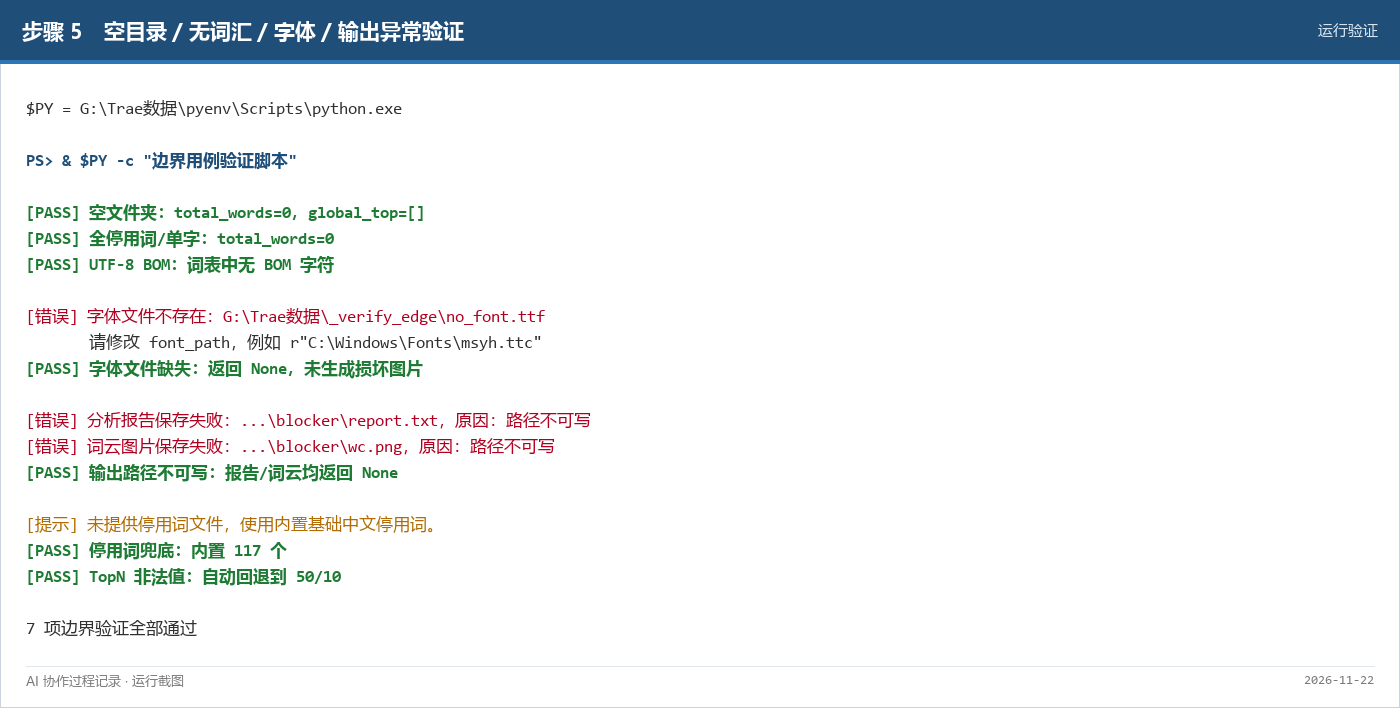 步骤 5 空目录 / 无词汇 / 字体 / 输出异常验证
运行验证
$PY = G:\Trae数据\pyenv\Scripts\python.exe
PS> & $PY -c "边界用例验证脚本"
[PASS] 空文件夹：total_words=0, global_top=[]
[PASS] 全停用词/单字：total_words=0
[PASS] UTF-8 BOM：词表中无 BOM 字符
[错误] 字体文件不存在：G:\Trae数据\_verify_edge\no_font.ttf
请修改 font_path，例如 r"C:\Windows\Fonts\msyh.ttc"
[PASS] 字体文件缺失：返回 None，未生成损坏图片
[错误] 分析报告保存失败：...\blocker\report.txt，原因：路径不可写
[错误] 词云图片保存失败：...\blocker\wc.png，原因：路径不可写
[PASS] 输出路径不可写：报告/词云均返回 None
[提示] 未提供停用词文件，使用内置基础中文停用词。
[PASS] 停用词兜底：内置 117 个
[PASS] TopN 非法值：自动回退到 50/10
7 项边界验证全部通过
AI 协作过程记录 · 运行截图
2026-11-22